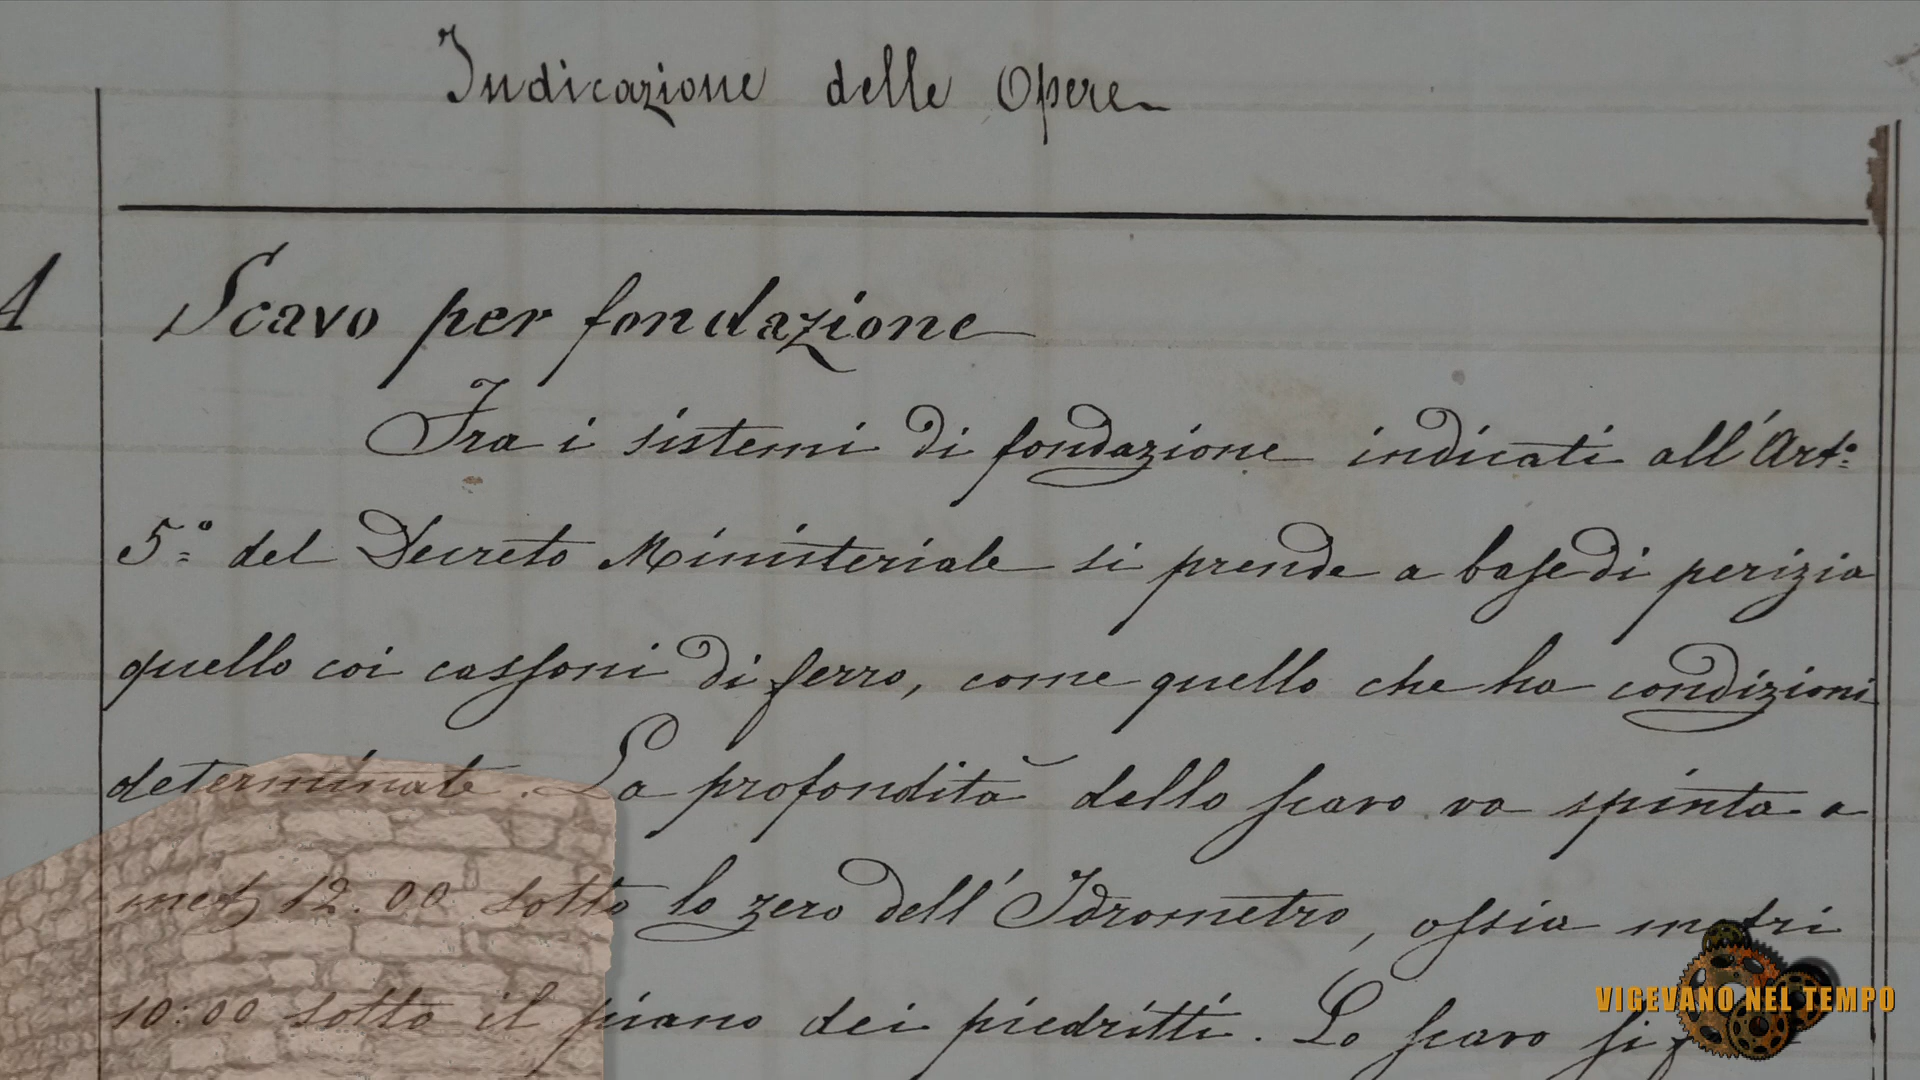 Indicazione delle Opere
1 Scavo per fondazione
Fra i sistemi di fondazione indicati all'Art.º
5.º del Decreto Ministeriale si prende a base di perizia
quello coi cassoni di ferro, come quello che ha condizioni
determinate. La profondità dello scavo va spinta a
met 12.00 sotto lo zero dell'Idrometro, ossia metri
10:00 sotto il piano dei piedritti. Lo scavo si
VIGEVANO NEL TEMPO